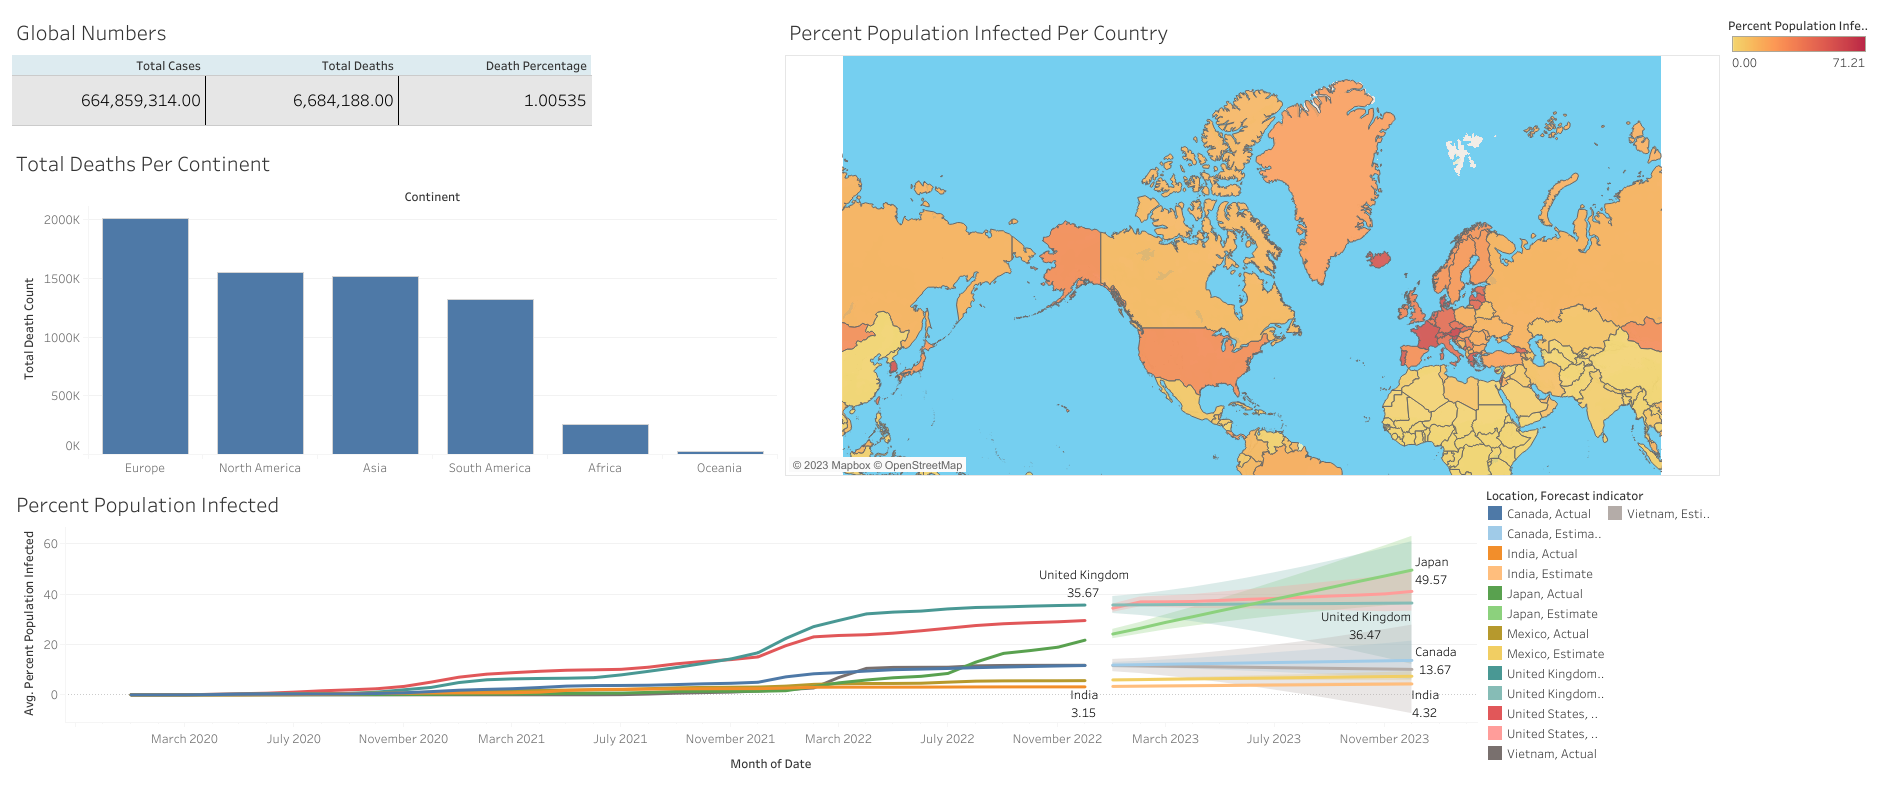 Global Numbers
Total Cases Total Deaths Death Percentage
664,859,314.00 6,684,188.00 1.00535
Total Deaths Per Continent
Continent
Total Death Count
2000K
1500K
1000K
500K
0K
Europe North America Asia South America Africa Oceania
Percent Population Infected Per Country
© 2023 Mapbox © OpenStreetMap
Percent Population Infe..
0.00 71.21
Percent Population Infected
Avg. Percent Population Infected
60
40
20
0
United Kingdom
35.67
India
3.15
Japan
49.57
United Kingdom
36.47
Canada
13.67
India
4.32
March 2020 July 2020 November 2020 March 2021 July 2021 November 2021 March 2022 July 2022 November 2022 March 2023 July 2023 November 2023
Month of Date
Location, Forecast indicator
Canada, Actual
Canada, Estima..
India, Actual
India, Estimate
Japan, Actual
Japan, Estimate
Mexico, Actual
Mexico, Estimate
United Kingdom..
United Kingdom..
United States, ..
United States, ..
Vietnam, Actual
Vietnam, Esti..